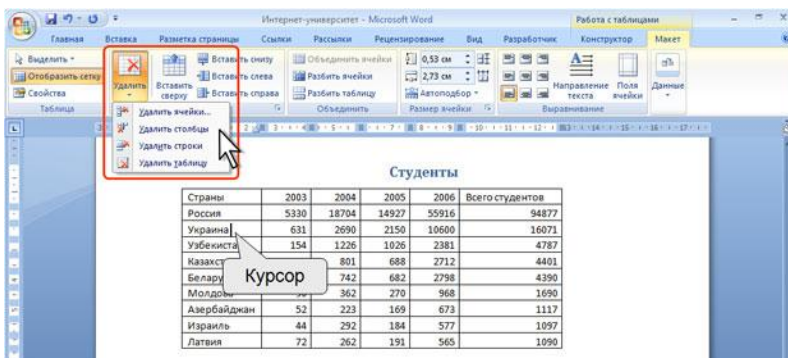 Интернет-университет - Microsoft Word
Работа с таблицами
Главная Вставка Разметка страницы Ссылки Рассылки Рецензирование Вид Разработчик Конструктор Макет
Выделить
Отобразить сетку
Свойства
Таблица
Удалить
Вставить сверху
Вставить снизу
Вставить слева
Вставить справа
Объединить ячейки
Разбить ячейки
Разбить таблицу
Объединить
0,53 см
2,73 см
Автоподбор
Размер ячейки
Направление текста
Поля ячейки
Выравнивание
Данные
Удалить ячейки...
Удалить столбцы
Удалить строки
Удалить таблицу
Студенты
Страны 2003 2004 2005 2006 Всего студентов
Россия 5330 18704 14927 55916 94877
Украина 631 2690 2150 10600 16071
Узбекиста 154 1226 1026 2381 4787
Казахст 801 688 2712 4401
Белару 742 682 2798 4390
Молдова 362 270 968 1690
Азербайджан 52 223 169 673 1117
Израиль 44 292 184 577 1097
Латвия 72 262 191 565 1090
Курсор